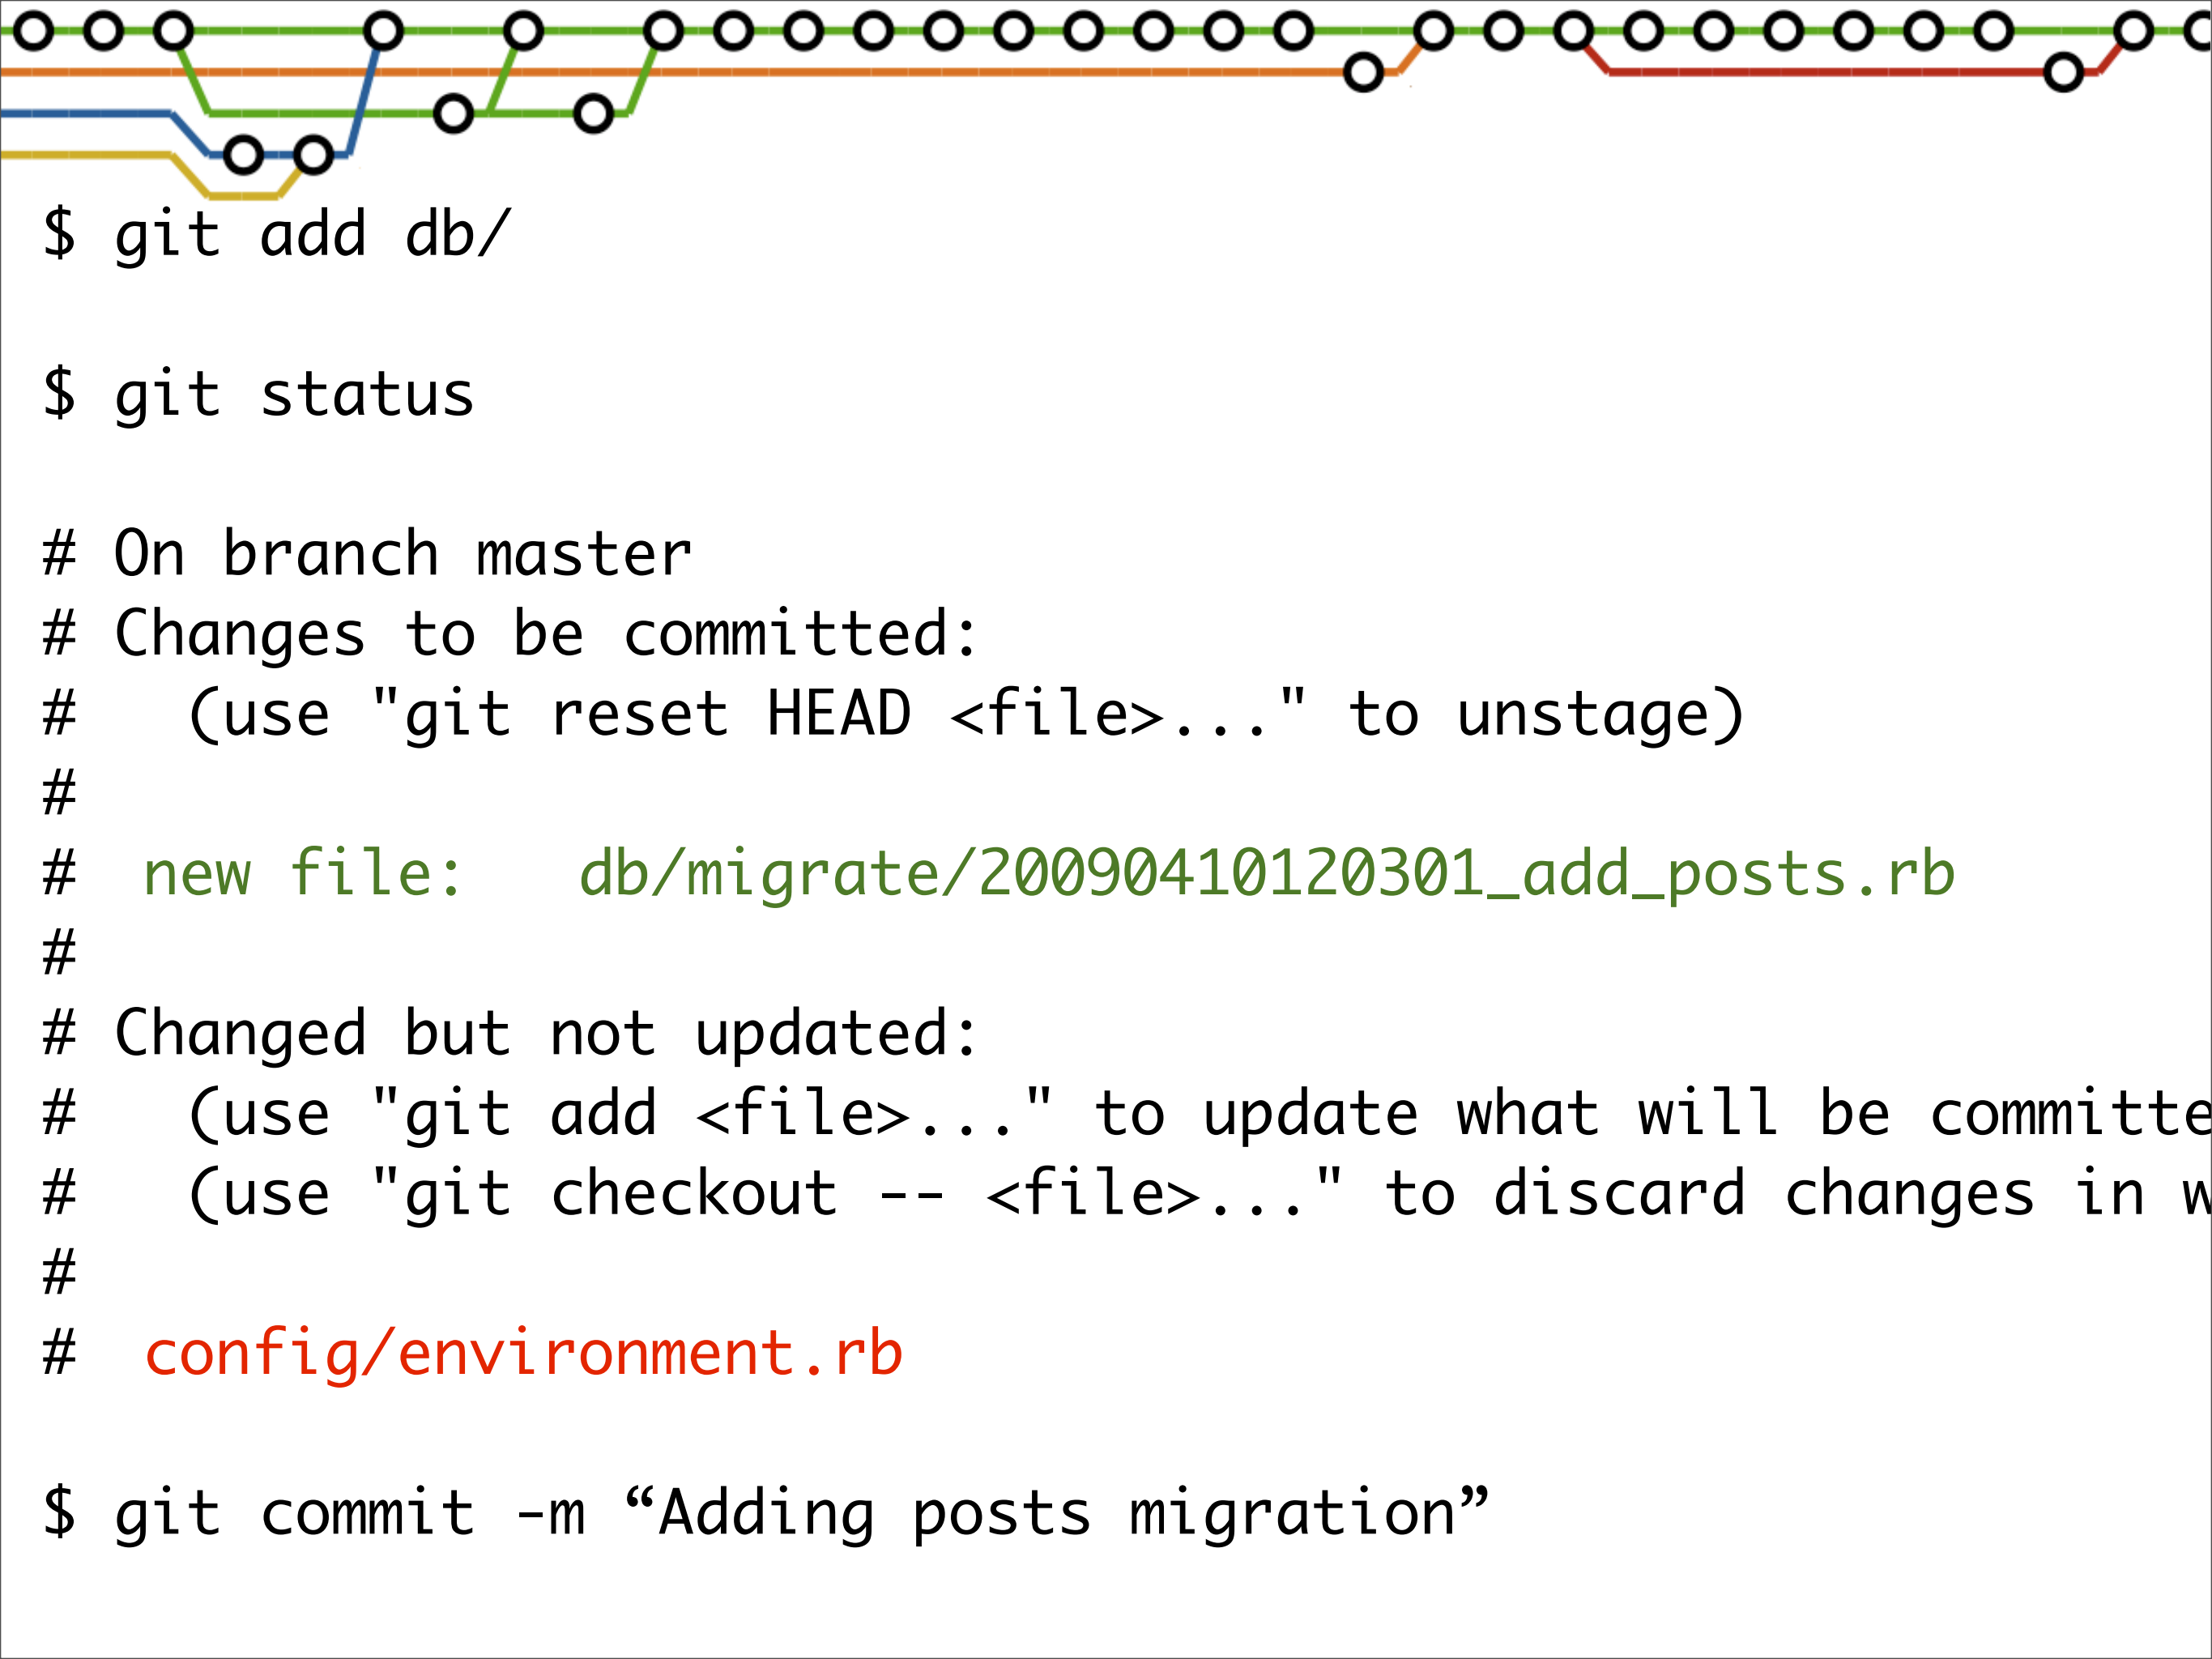 $ git add db/
$ git status
# On branch master
# Changes to be committed:
#   (use "git reset HEAD <file>..." to unstage)
#
#  new file:   db/migrate/20090410120301_add_posts.rb
#
# Changed but not updated:
#   (use "git add <file>..." to update what will be committe
#   (use "git checkout -- <file>..." to discard changes in w
#
#  config/environment.rb
$ git commit -m “Adding posts migration”